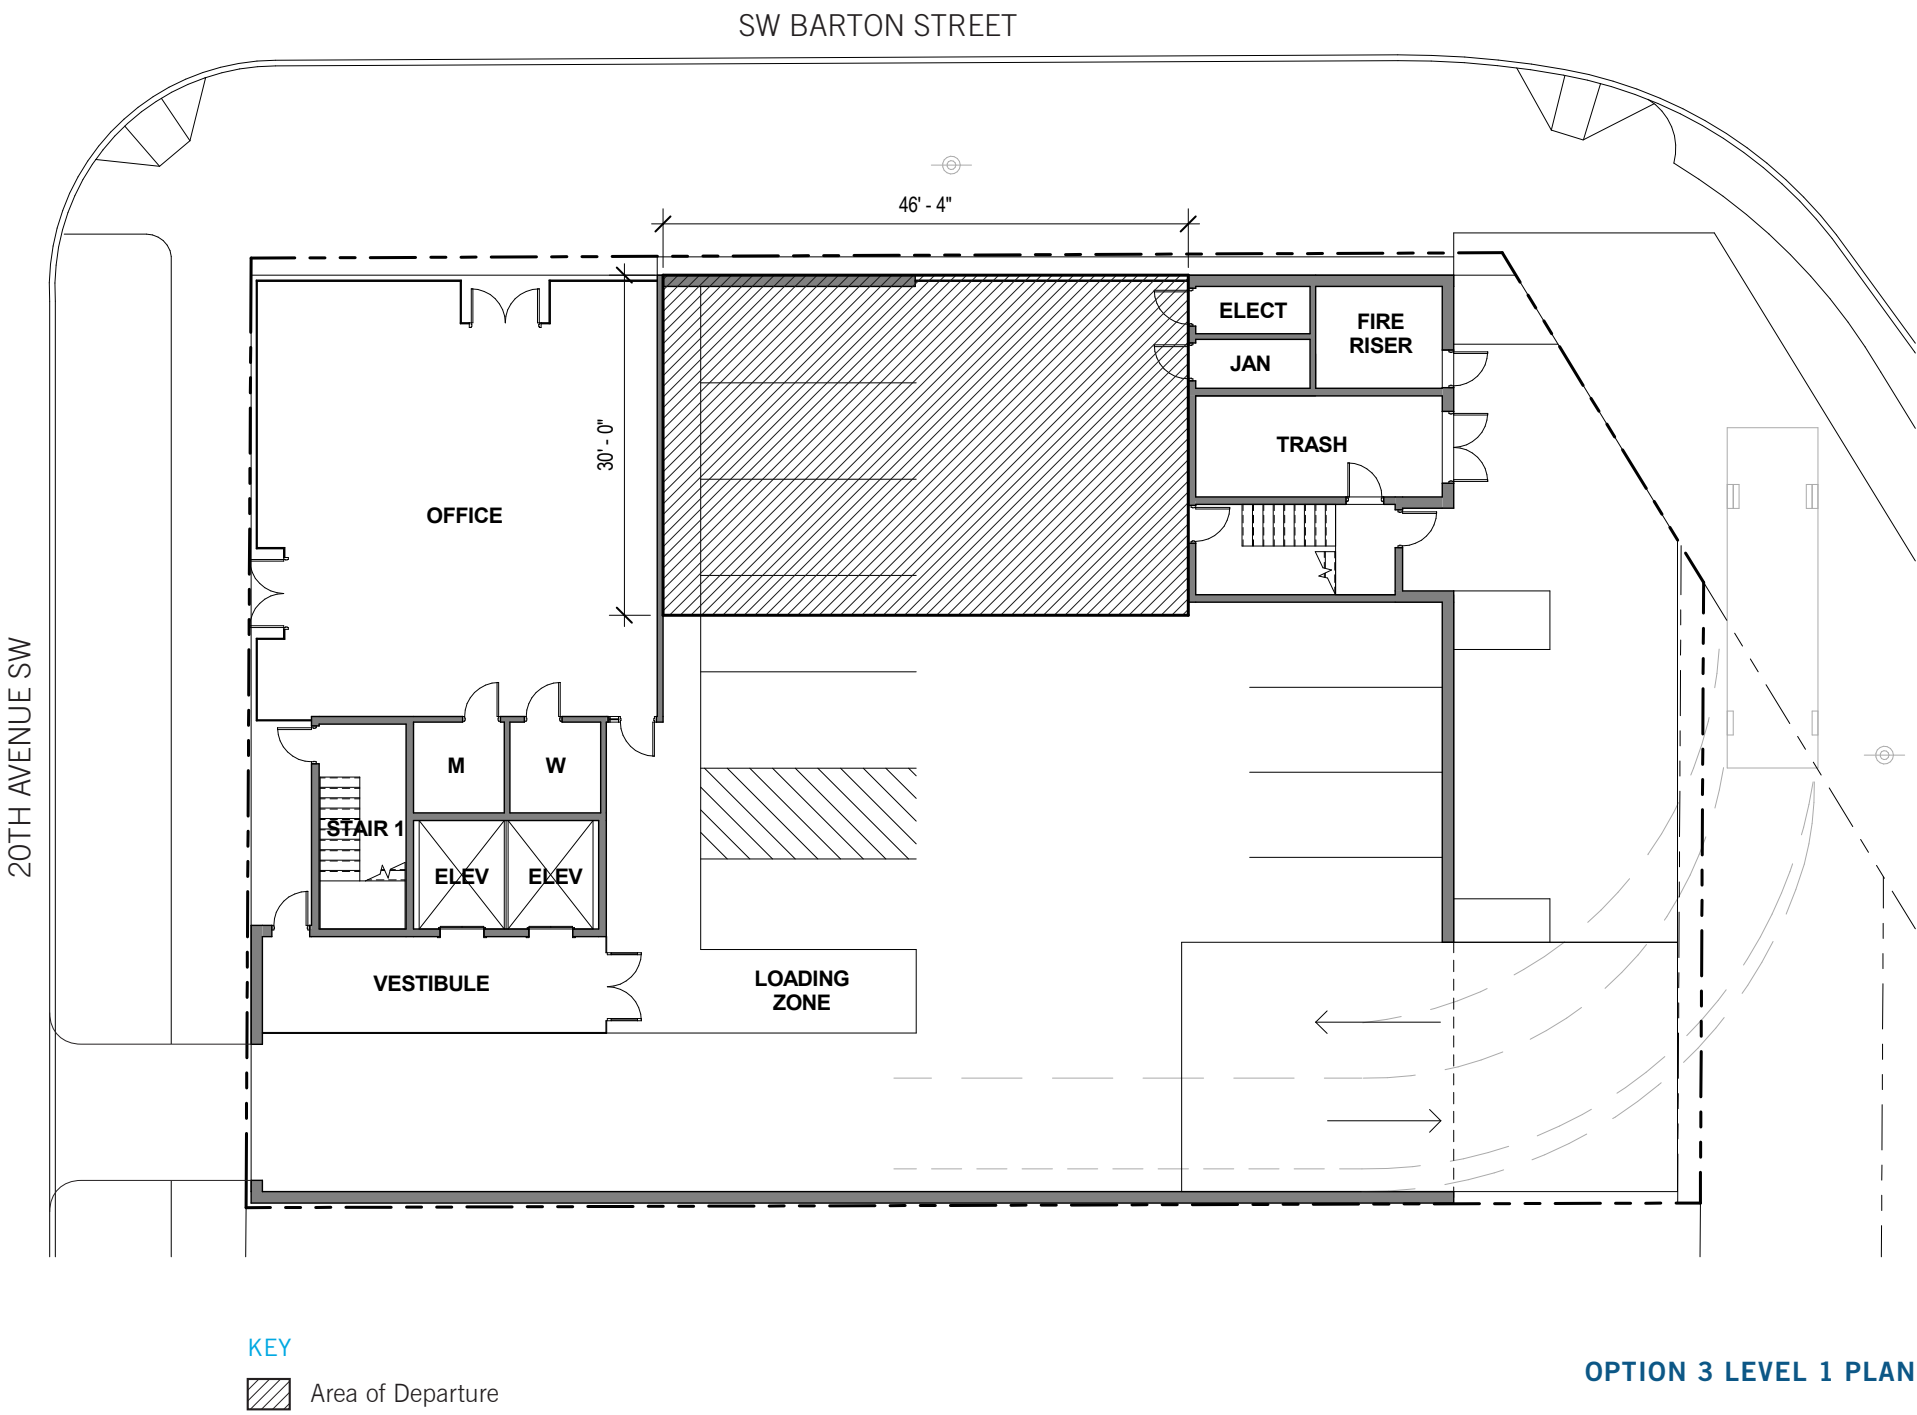 SW BARTON STREET
46' - 4"
30' - 0"
ELECT
FIRE
RISER
JAN
TRASH
OFFICE
20TH AVENUE SW
M
W
STAIR 1
ELEV
ELEV
VESTIBULE
LOADING
ZONE
KEY
Area of Departure
OPTION 3 LEVEL 1 PLAN